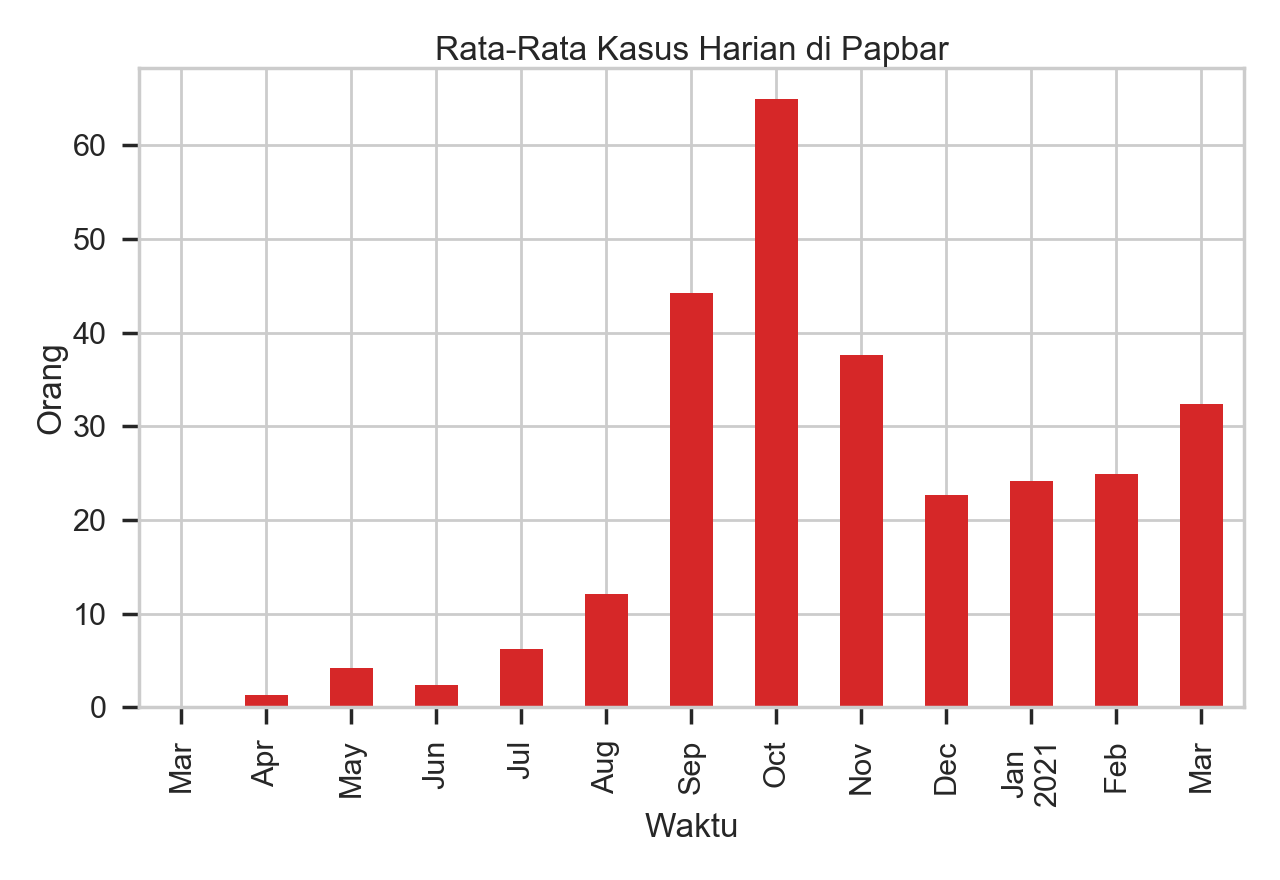 Rata-Rata Kasus Harian di Papbar
60
50
40
30
20
10
0
Orang
Mar
Apr
May
Jun
Jul
Aug
Sep
Oct
Nov
Dec
Jan
2021
Feb
Mar
Waktu